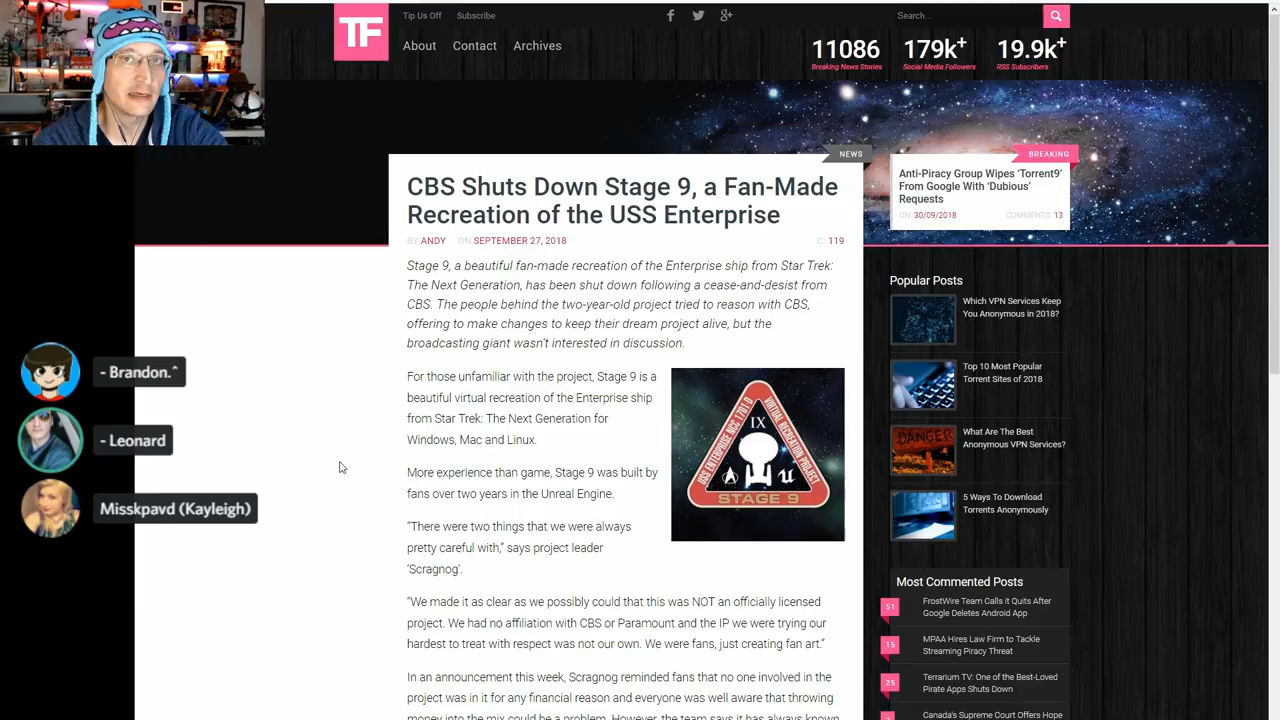 TF
Tip Us Off
Subscribe
Search...
About
Contact
Archives
11086
Breaking News Stories
179k+
Social Media Followers
19.9k+
RSS Subscribers
NEWS
CBS Shuts Down Stage 9, a Fan-Made
Recreation of the USS Enterprise
BY ANDY ON SEPTEMBER 27, 2018
C: 119
Stage 9, a beautiful fan-made recreation of the Enterprise ship from Star Trek:
The Next Generation, has been shut down following a cease-and-desist from
CBS. The people behind the two-year-old project tried to reason with CBS,
offering to make changes to keep their dream project alive, but the
broadcasting giant wasn't interested in discussion.
For those unfamiliar with the project, Stage 9 is a
beautiful virtual recreation of the Enterprise ship
from Star Trek: The Next Generation for
Windows, Mac and Linux.
More experience than game, Stage 9 was built by
fans over two years in the Unreal Engine.
"There were two things that we were always
pretty careful with," says project leader
'Scragnog'.
"We made it as clear as we possibly could that this was NOT an officially licensed
project. We had no affiliation with CBS or Paramount and the IP we were trying our
hardest to treat with respect was not our own. We were fans, just creating fan art."
In an announcement this week, Scragnog reminded fans that no one involved in the
project was in it for any financial reason and everyone was well aware that throwing
money into the mix could be a problem. However, the team says it has always known
USS ENTERPRISE NCC 1701-D
VIRTUAL RECREATION PROJECT
IX
STAGE 9
BREAKING
Anti-Piracy Group Wipes 'Torrent9'
From Google With 'Dubious'
Requests
ON: 30/09/2018
COMMENTS: 13
Popular Posts
Which VPN Services Keep
You Anonymous in 2018?
Top 10 Most Popular
Torrent Sites of 2018
DANGER
What Are The Best
Anonymous VPN Services?
5 Ways To Download
Torrents Anonymously
Most Commented Posts
51
FrostWire Team Calls it Quits After
Google Deletes Android App
15
MPAA Hires Law Firm to Tackle
Streaming Piracy Threat
25
Terrarium TV: One of the Best-Loved
Pirate Apps Shuts Down
Canada's Supreme Court Offers Hope
- Brandon.^
- Leonard
Misskpavd (Kayleigh)